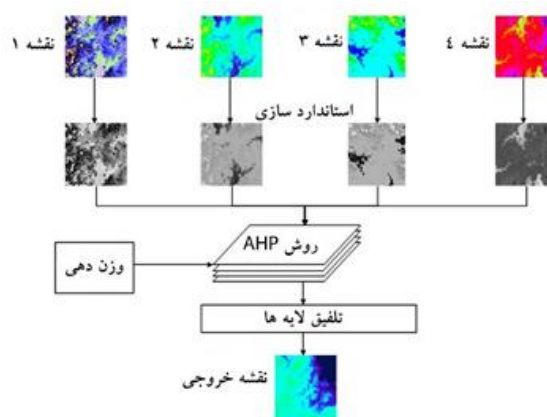 نقشه ۱
نقشه ۲
نقشه ۳
نقشه ٤
استاندارد سازی
روش AHP
وزن دهی
تلفیق لایه ها
نقشه خروجی